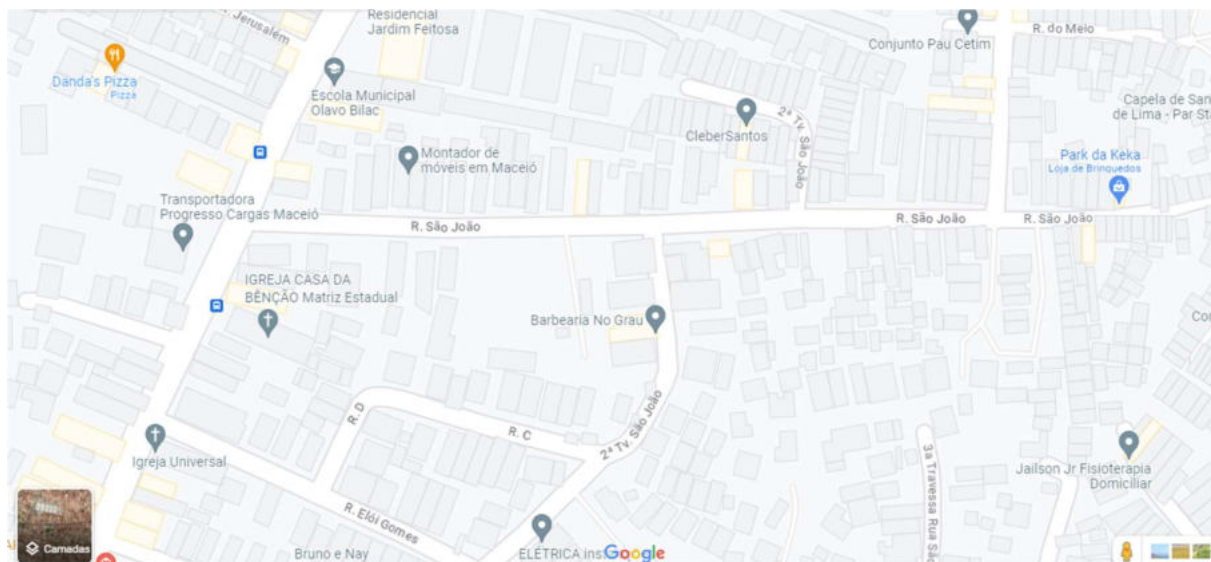 Jerusalém
Residencial
Jardim Feitosa
Conjunto Pau Cetim
R. do Meio
Danda's Pizza
Pizza
Escola Municipal
Olavo Bilac
CleberSantos
2ª Tv. São João
Capela de San
de Lima - Par Sta
Montador de
móveis em Maceió
Park da Keka
Loja de Brinquedos
Transportadora
Progresso Cargas Maceió
R. São João
R. São João
R. São João
IGREJA CASA DA
BÊNÇÃO Matriz Estadual
Barbearia No Grau
Co
R. D
R. C
2ª Tv. São João
Igreja Universal
3a Travessa Rua São
Jailson Jr Fisioterapia
Domiciliar
R. Elói Gomes
Camadas
Bruno e Nay
ELÉTRICA ins
Google